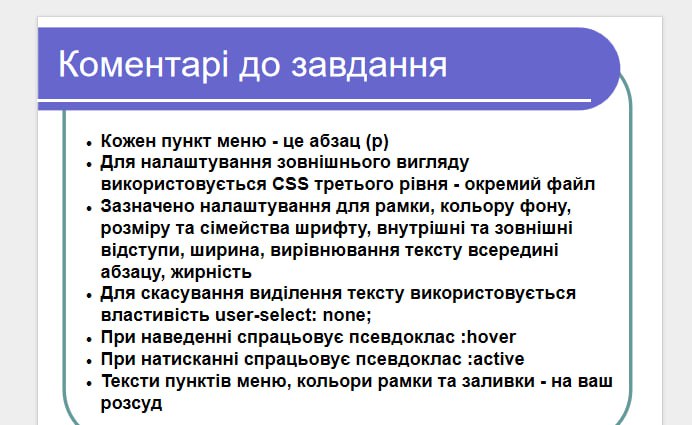 Коментарі до завдання
• Кожен пункт меню - це абзац (p)
• Для налаштування зовнішнього вигляду
використовується CSS третього рівня - окремий файл
• Зазначено налаштування для рамки, кольору фону,
розміру та сімейства шрифту, внутрішні та зовнішні
відступи, ширина, вирівнювання тексту всередині
абзацу, жирність
• Для скасування виділення тексту використовується
властивість user-select: none;
• При наведенні спрацьовує псевдоклас :hover
• При натисканні спрацьовує псевдоклас :active
• Тексти пунктів меню, кольори рамки та заливки - на ваш
розсуд